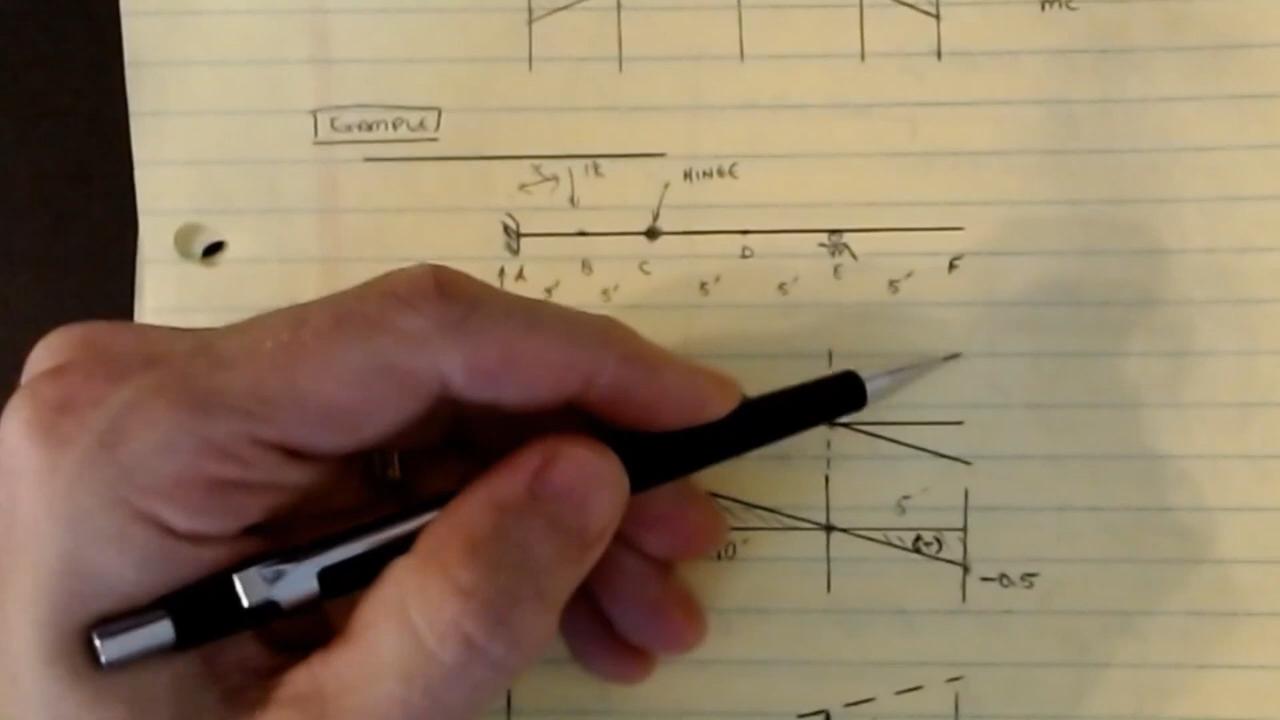 MC
EXAMPLE
x 1k HINGE
A B C D E F
5' 5' 5' 5' 5'
5'
(-)
10'
-0.5